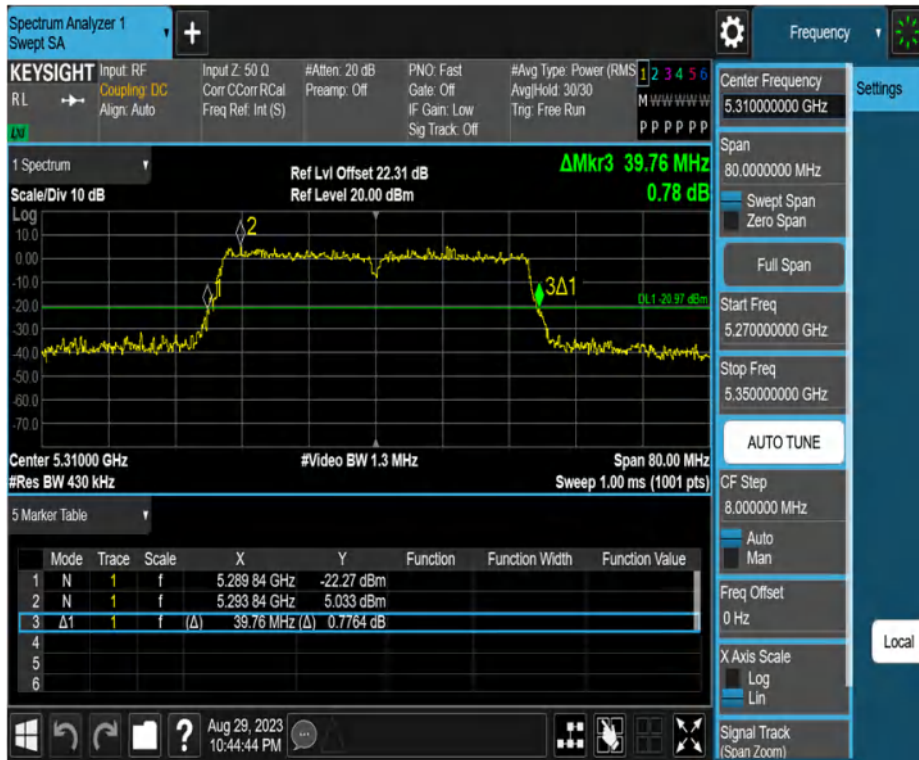 Spectrum Analyzer 1
Swept SA
+
Frequency
KEYSIGHT
RL
LXI
Input: RF
Coupling: DC
Align: Auto
Input Z: 50 Ω
Corr CCorr RCal
Freq Ref: Int (S)
#Atten: 20 dB
Preamp: Off
PNO: Fast
Gate: Off
IF Gain: Low
Sig Track: Off
#Avg Type: Power (RMS
Avg|Hold: 30/30
Trig: Free Run
1 2 3 4 5 6
M W W W W W
P P P P P P
Center Frequency
5.310000000 GHz
Settings
1 Spectrum
Scale/Div 10 dB
Ref Lvl Offset 22.31 dB
Ref Level 20.00 dBm
ΔMkr3 39.76 MHz
0.78 dB
Span
80.0000000 MHz
Swept Span
Zero Span
Full Span
Log
10.0
0.00
-10.0
-20.0
-30.0
-40.0
-50.0
-60.0
-70.0
2
3Δ1
DL1 -20.97 dBm
Start Freq
5.270000000 GHz
Stop Freq
5.350000000 GHz
AUTO TUNE
Center 5.31000 GHz
#Res BW 430 kHz
#Video BW 1.3 MHz
Span 80.00 MHz
Sweep 1.00 ms (1001 pts)
CF Step
8.000000 MHz
Auto
Man
5 Marker Table
Mode Trace Scale X Y Function Function Width Function Value
1 N 1 f 5.289 84 GHz -22.27 dBm
2 N 1 f 5.293 84 GHz 5.033 dBm
3 Δ1 1 f (Δ) 39.76 MHz (Δ) 0.7764 dB
4
5
6
Freq Offset
0 Hz
X Axis Scale
Log
Lin
Local
Signal Track
(Span Zoom)
?
Aug 29, 2023
10:44:44 PM